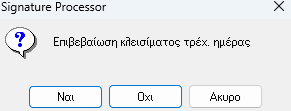 Signature Processor
Επιβεβαίωση κλεισίματος τρέχ. ημέρας
Ναι
Οχι
Ακυρο